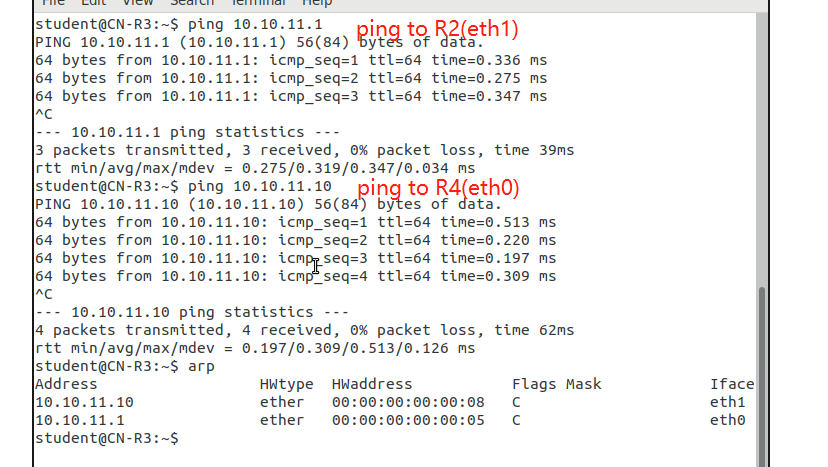 File Edit View Search Terminal Help
student@CN-R3:~$ ping 10.10.11.1 ping to R2(eth1)
PING 10.10.11.1 (10.10.11.1) 56(84) bytes of data.
64 bytes from 10.10.11.1: icmp_seq=1 ttl=64 time=0.336 ms
64 bytes from 10.10.11.1: icmp_seq=2 ttl=64 time=0.275 ms
64 bytes from 10.10.11.1: icmp_seq=3 ttl=64 time=0.347 ms
^C
--- 10.10.11.1 ping statistics ---
3 packets transmitted, 3 received, 0% packet loss, time 39ms
rtt min/avg/max/mdev = 0.275/0.319/0.347/0.034 ms
student@CN-R3:~$ ping 10.10.11.10 ping to R4(eth0)
PING 10.10.11.10 (10.10.11.10) 56(84) bytes of data.
64 bytes from 10.10.11.10: icmp_seq=1 ttl=64 time=0.513 ms
64 bytes from 10.10.11.10: icmp_seq=2 ttl=64 time=0.220 ms
64 bytes from 10.10.11.10: icmp_seq=3 ttl=64 time=0.197 ms
64 bytes from 10.10.11.10: icmp_seq=4 ttl=64 time=0.309 ms
^C
--- 10.10.11.10 ping statistics ---
4 packets transmitted, 4 received, 0% packet loss, time 62ms
rtt min/avg/max/mdev = 0.197/0.309/0.513/0.126 ms
student@CN-R3:~$ arp
Address HWtype HWaddress Flags Mask Iface
10.10.11.10 ether 00:00:00:00:00:08 C eth1
10.10.11.1 ether 00:00:00:00:00:05 C eth0
student@CN-R3:~$